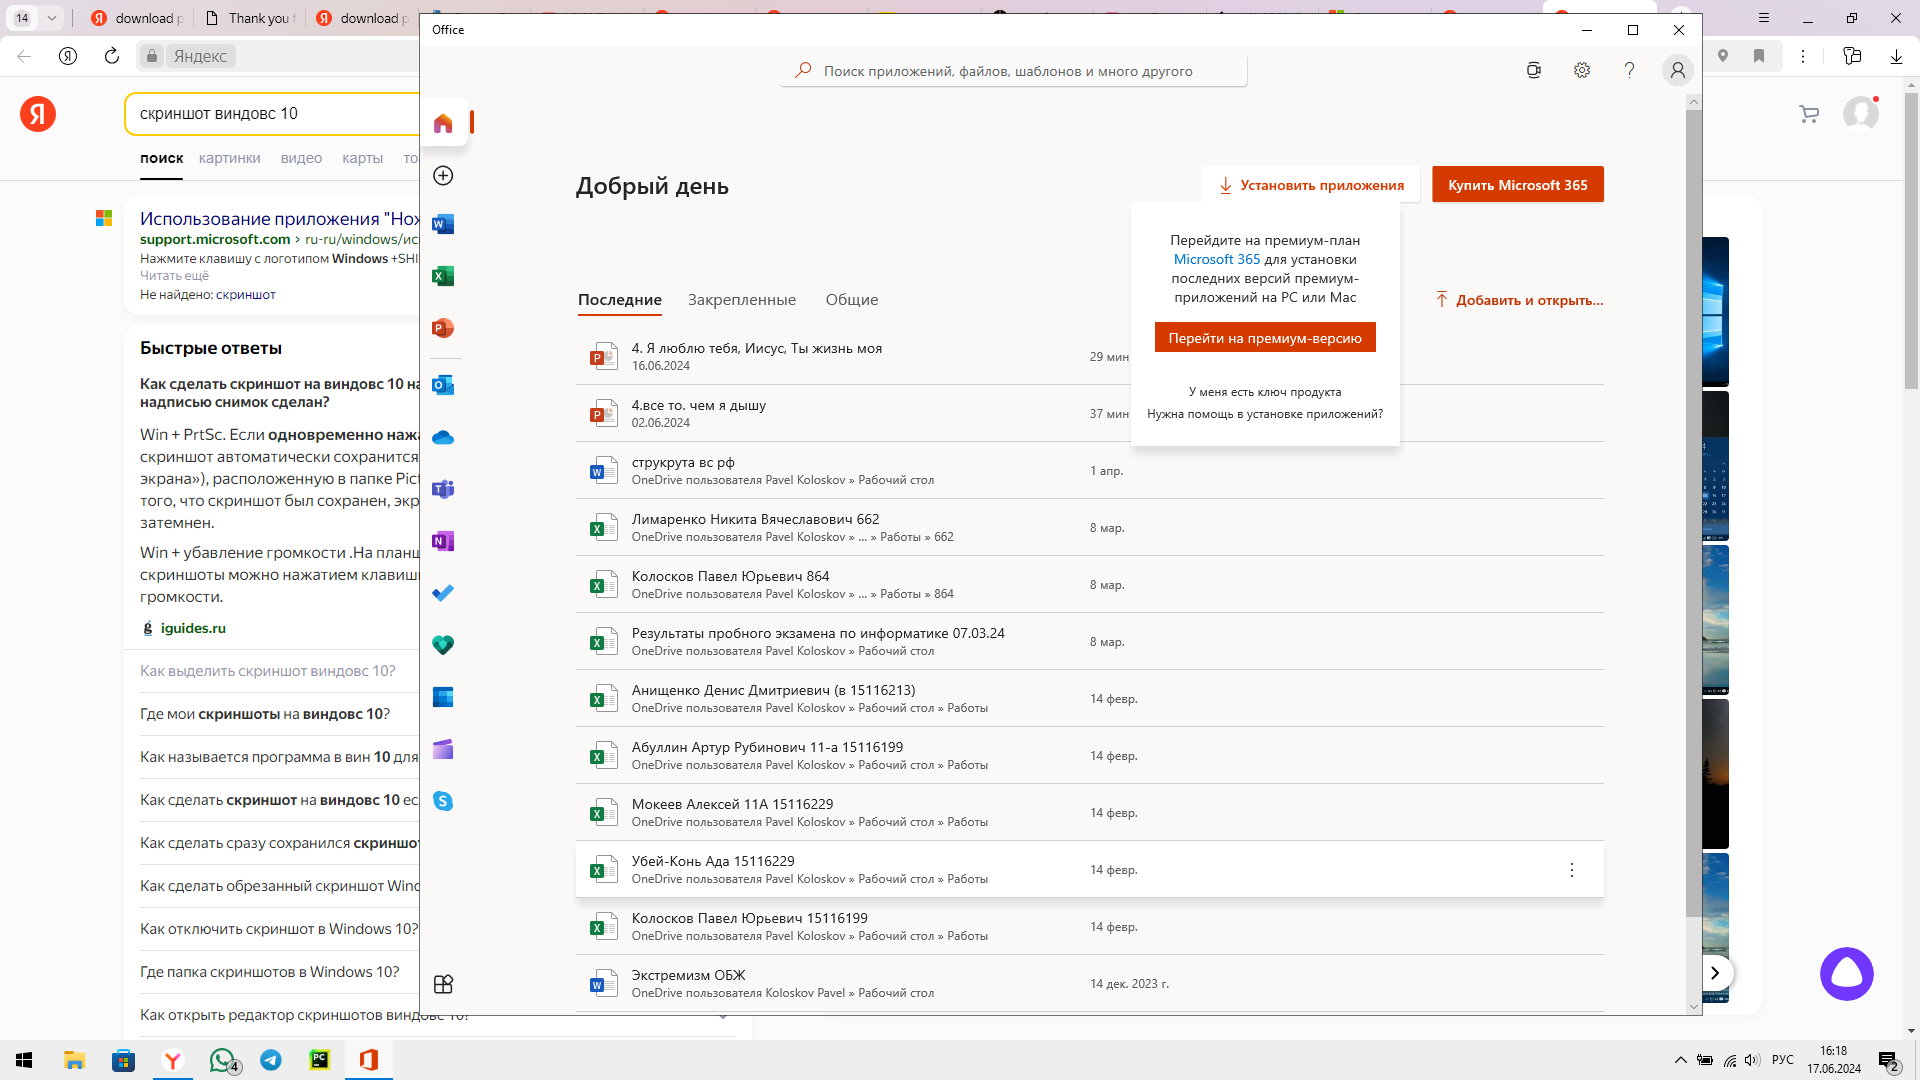 14
download p
Thank you f
download p
Яндекс
скриншот виндовс 10
поиск
картинки
видео
карты
то
Использование приложения "Нож
support.microsoft.com › ru-ru/windows/ис
Нажмите клавишу с логотипом Windows +SHI
Читать ещё
Не найдено: скриншот
Быстрые ответы
Как сделать скриншот на виндовс 10 на
надписью снимок сделан?
Win + PrtSc. Если одновременно нажа
скриншот автоматически сохранится
экрана»), расположенную в папке Pict
того, что скриншот был сохранен, экр
затемнен.
Win + убавление громкости .На планш
скриншоты можно нажатием клавиш
громкости.
iguides.ru
Как выделить скриншот виндовс 10?
Где мои скриншоты на виндовс 10?
Как называется программа в вин 10 для
Как сделать скриншот на виндовс 10 ес
Как сделать сразу сохранился скриншот
Как сделать обрезанный скриншот Wind
Как отключить скриншот в Windows 10?
Где папка скриншотов в Windows 10?
Как открыть редактор скриншотов виндовс 10?
Office
Поиск приложений, файлов, шаблонов и много другого
Добрый день
Установить приложения
Купить Microsoft 365
Перейдите на премиум-план
Microsoft 365 для установки
последних версий премиум-
приложений на PC или Mac
Перейти на премиум-версию
У меня есть ключ продукта
Нужна помощь в установке приложений?
Последние
Закрепленные
Общие
Добавить и открыть...
4. Я люблю тебя, Иисус, Ты жизнь моя
16.06.2024
29 мин
4.все то. чем я дышу
02.06.2024
37 мин
струкрута вс рф
OneDrive пользователя Pavel Koloskov » Рабочий стол
1 апр.
Лимаренко Никита Вячеславович 662
OneDrive пользователя Pavel Koloskov » ... » Работы » 662
8 мар.
Колосков Павел Юрьевич 864
OneDrive пользователя Pavel Koloskov » ... » Работы » 864
8 мар.
Результаты пробного экзамена по информатике 07.03.24
OneDrive пользователя Pavel Koloskov » Рабочий стол
8 мар.
Анищенко Денис Дмитриевич (в 15116213)
OneDrive пользователя Pavel Koloskov » Рабочий стол » Работы
14 февр.
Абуллин Артур Рубинович 11-а 15116199
OneDrive пользователя Pavel Koloskov » Рабочий стол » Работы
14 февр.
Мокеев Алексей 11А 15116229
OneDrive пользователя Pavel Koloskov » Рабочий стол » Работы
14 февр.
Убей-Конь Ада 15116229
OneDrive пользователя Pavel Koloskov » Рабочий стол » Работы
14 февр.
Колосков Павел Юрьевич 15116199
OneDrive пользователя Pavel Koloskov » Рабочий стол » Работы
14 февр.
Экстремизм ОБЖ
OneDrive пользователя Koloskov Pavel » Рабочий стол
14 дек. 2023 г.
4
РУС
16:18
17.06.2024
2